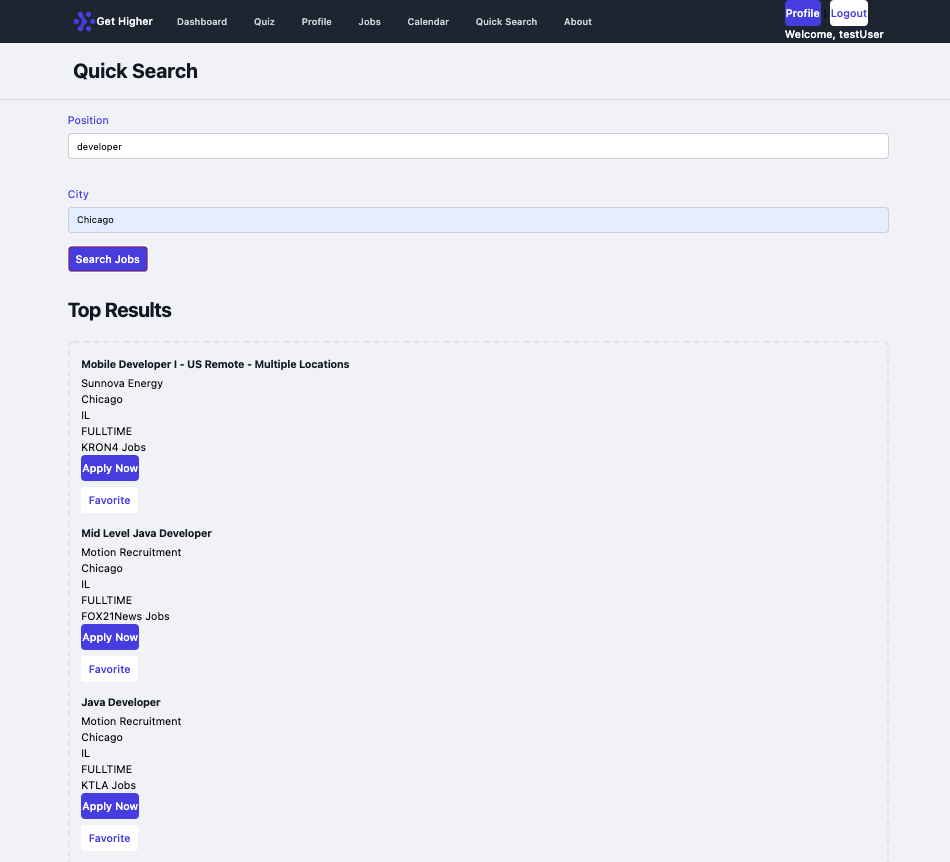 Get Higher Dashboard Quiz Profile Jobs Calendar Quick Search About Profile Logout
Welcome, testUser
Quick Search
Position
developer
City
Chicago
Search Jobs
Top Results
Mobile Developer I - US Remote - Multiple Locations
Sunnova Energy
Chicago
IL
FULLTIME
KRON4 Jobs
Apply Now
Favorite
Mid Level Java Developer
Motion Recruitment
Chicago
IL
FULLTIME
FOX21News Jobs
Apply Now
Favorite
Java Developer
Motion Recruitment
Chicago
IL
FULLTIME
KTLA Jobs
Apply Now
Favorite